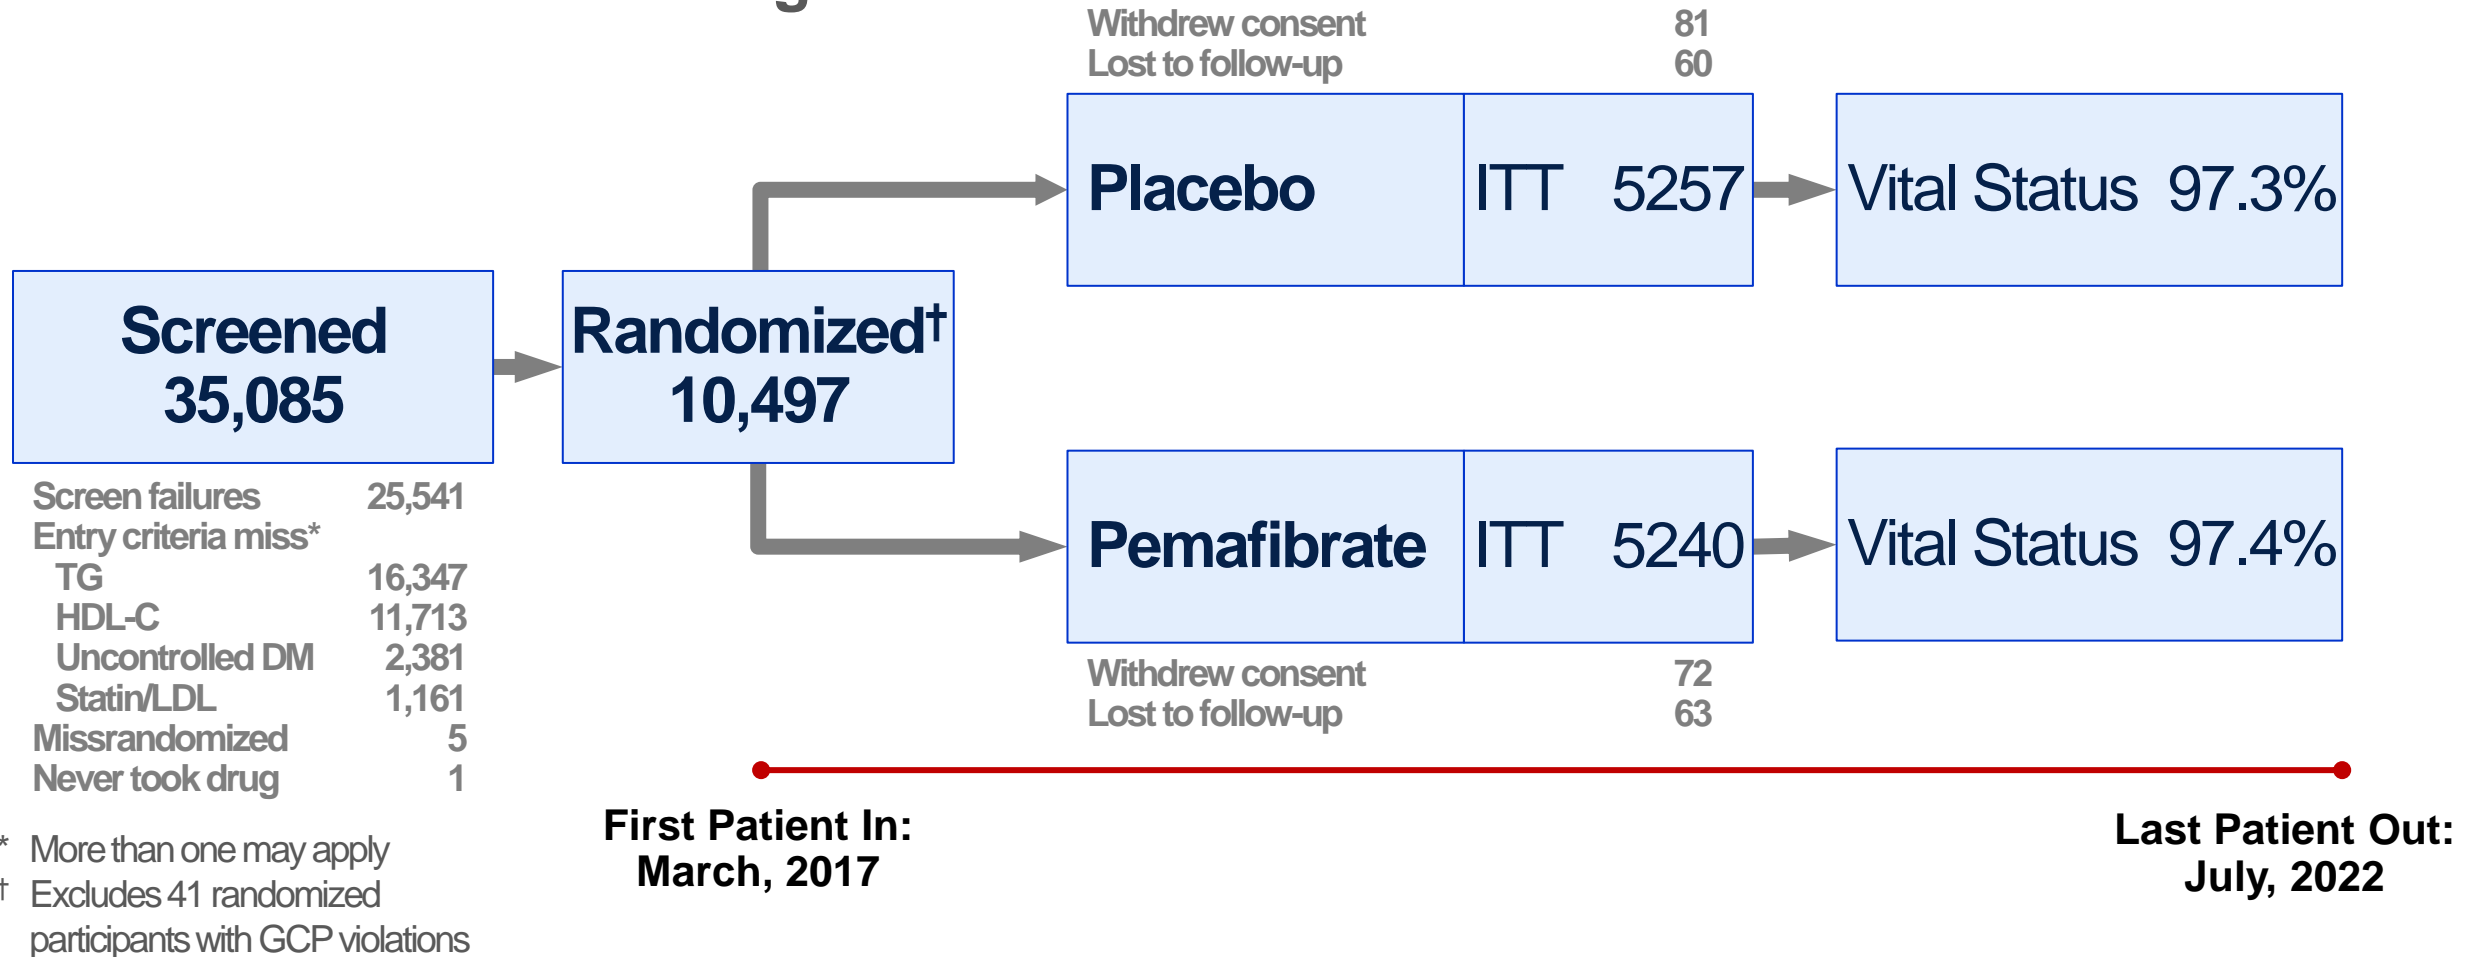 Withdrew consent 81
Lost to follow-up 60
Placebo ITT 5257 Vital Status 97.3%
Screened
35,085
Randomized†
10,497
Pemafibrate ITT 5240 Vital Status 97.4%
Withdrew consent 72
Lost to follow-up 63
Screen failures 25,541
Entry criteria miss*
TG 16,347
HDL-C 11,713
Uncontrolled DM 2,381
Statin/LDL 1,161
Missrandomized 5
Never took drug 1
* More than one may apply
† Excludes 41 randomized
participants with GCP violations
First Patient In:
March, 2017
Last Patient Out:
July, 2022